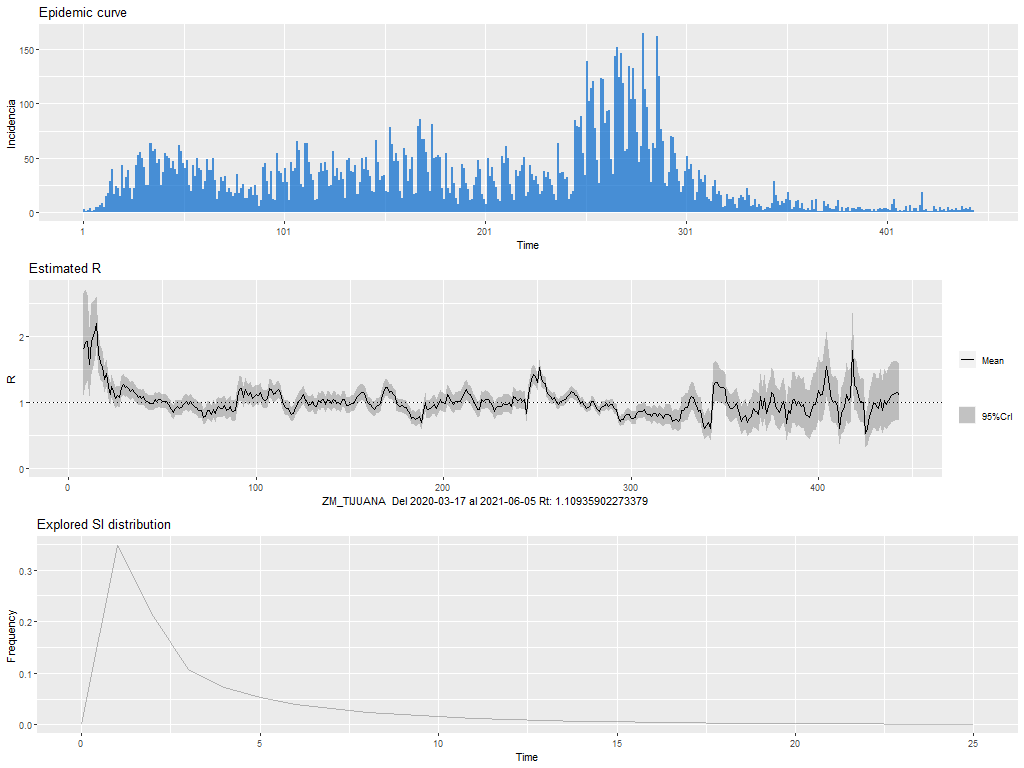 Epidemic curve
Incidencia
150
100
50
0
1 101 201 301 401
Time
Estimated R
R
2
1
0
0 100 200 300 400
Mean
95%CrI
ZM_TIJUANA Del 2020-03-17 al 2021-06-05 Rt: 1.10935902273379
Explored SI distribution
Frequency
0.3
0.2
0.1
0.0
0 5 10 15 20 25
Time